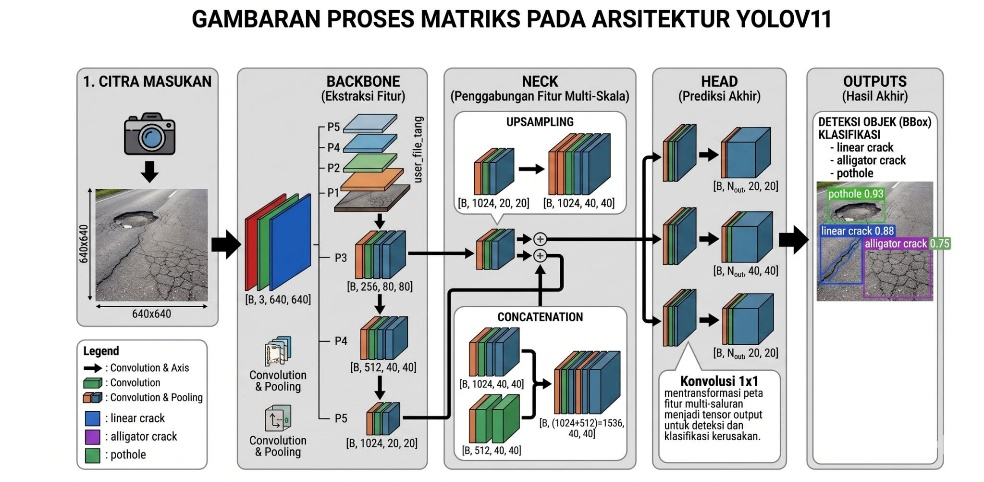 GAMBARAN PROSES MATRIKS PADA ARSITEKTUR YOLOV11
1. CITRA MASUKAN
640x640
640x640
Legend
: Convolution & Axis
: Convolution
: Convolution & Pooling
: linear crack
: alligator crack
: pothole
BACKBONE
(Ekstraksi Fitur)
P5
P4
P2
P1
user_file_tang
[B, 3, 640, 640]
P3
[B, 256, 80, 80]
P4
[B, 512, 40, 40]
P5
[B, 1024, 20, 20]
Convolution
& Pooling
Convolution
& Pooling
NECK
(Penggabungan Fitur Multi-Skala)
UPSAMPLING
[B, 1024, 20, 20]
[B, 1024, 40, 40]
CONCATENATION
[B, 1024, 40, 40]
[B, 512, 40, 40]
[B, (1024+512)=1536,
40, 40]
HEAD
(Prediksi Akhir)
[B, Nout, 20, 20]
[B, Nout, 40, 40]
[B, Nout, 20, 20]
Konvolusi 1x1
mentransformasi peta
fitur multi-saluran
menjadi tensor output
untuk deteksi dan
klasifikasi kerusakan.
OUTPUTS
(Hasil Akhir)
DETEKSI OBJEK (BBox)
KLASIFIKASI
- linear crack
- alligator crack
- pothole
pothole 0.93
linear crack 0.88
alligator crack 0.75